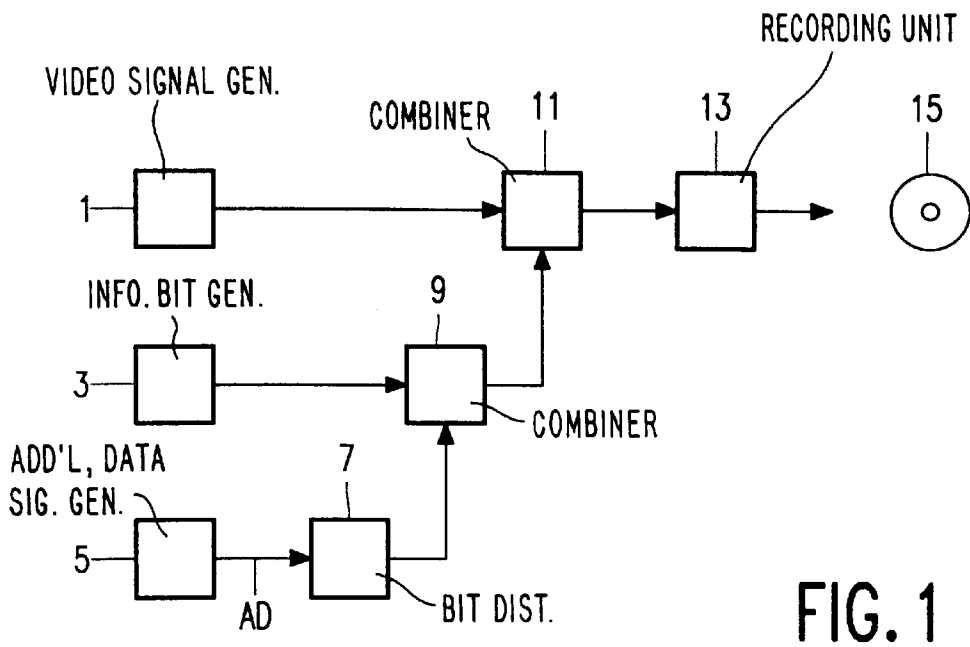 RECORDING UNIT
VIDEO SIGNAL GEN.
COMBINER
11
13
15
1
INFO. BIT GEN.
9
3
COMBINER
ADD'L, DATA
SIG. GEN.
7
5
AD
BIT DIST.
FIG. 1